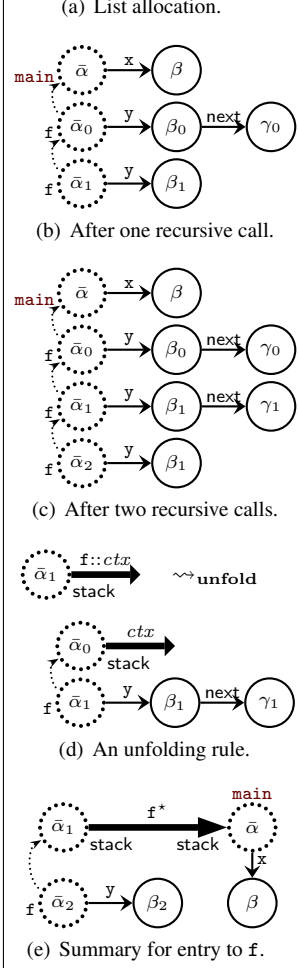 (a) List allocation.
main ᾱ x β
f ᾱ₀ y β₀ next γ₀
f ᾱ₁ y β₁
(b) After one recursive call.
main ᾱ x β
f ᾱ₀ y β₀ next γ₀
f ᾱ₁ y β₁ next γ₁
f ᾱ₂ y β₁
(c) After two recursive calls.
ᾱ₁ f::ctx stack ⇝unfold
ᾱ₀ ctx stack
f ᾱ₁ y β₁ next γ₁
(d) An unfolding rule.
main
ᾱ₁ stack f* stack ᾱ
x
f ᾱ₂ y β₂ β
(e) Summary for entry to f.